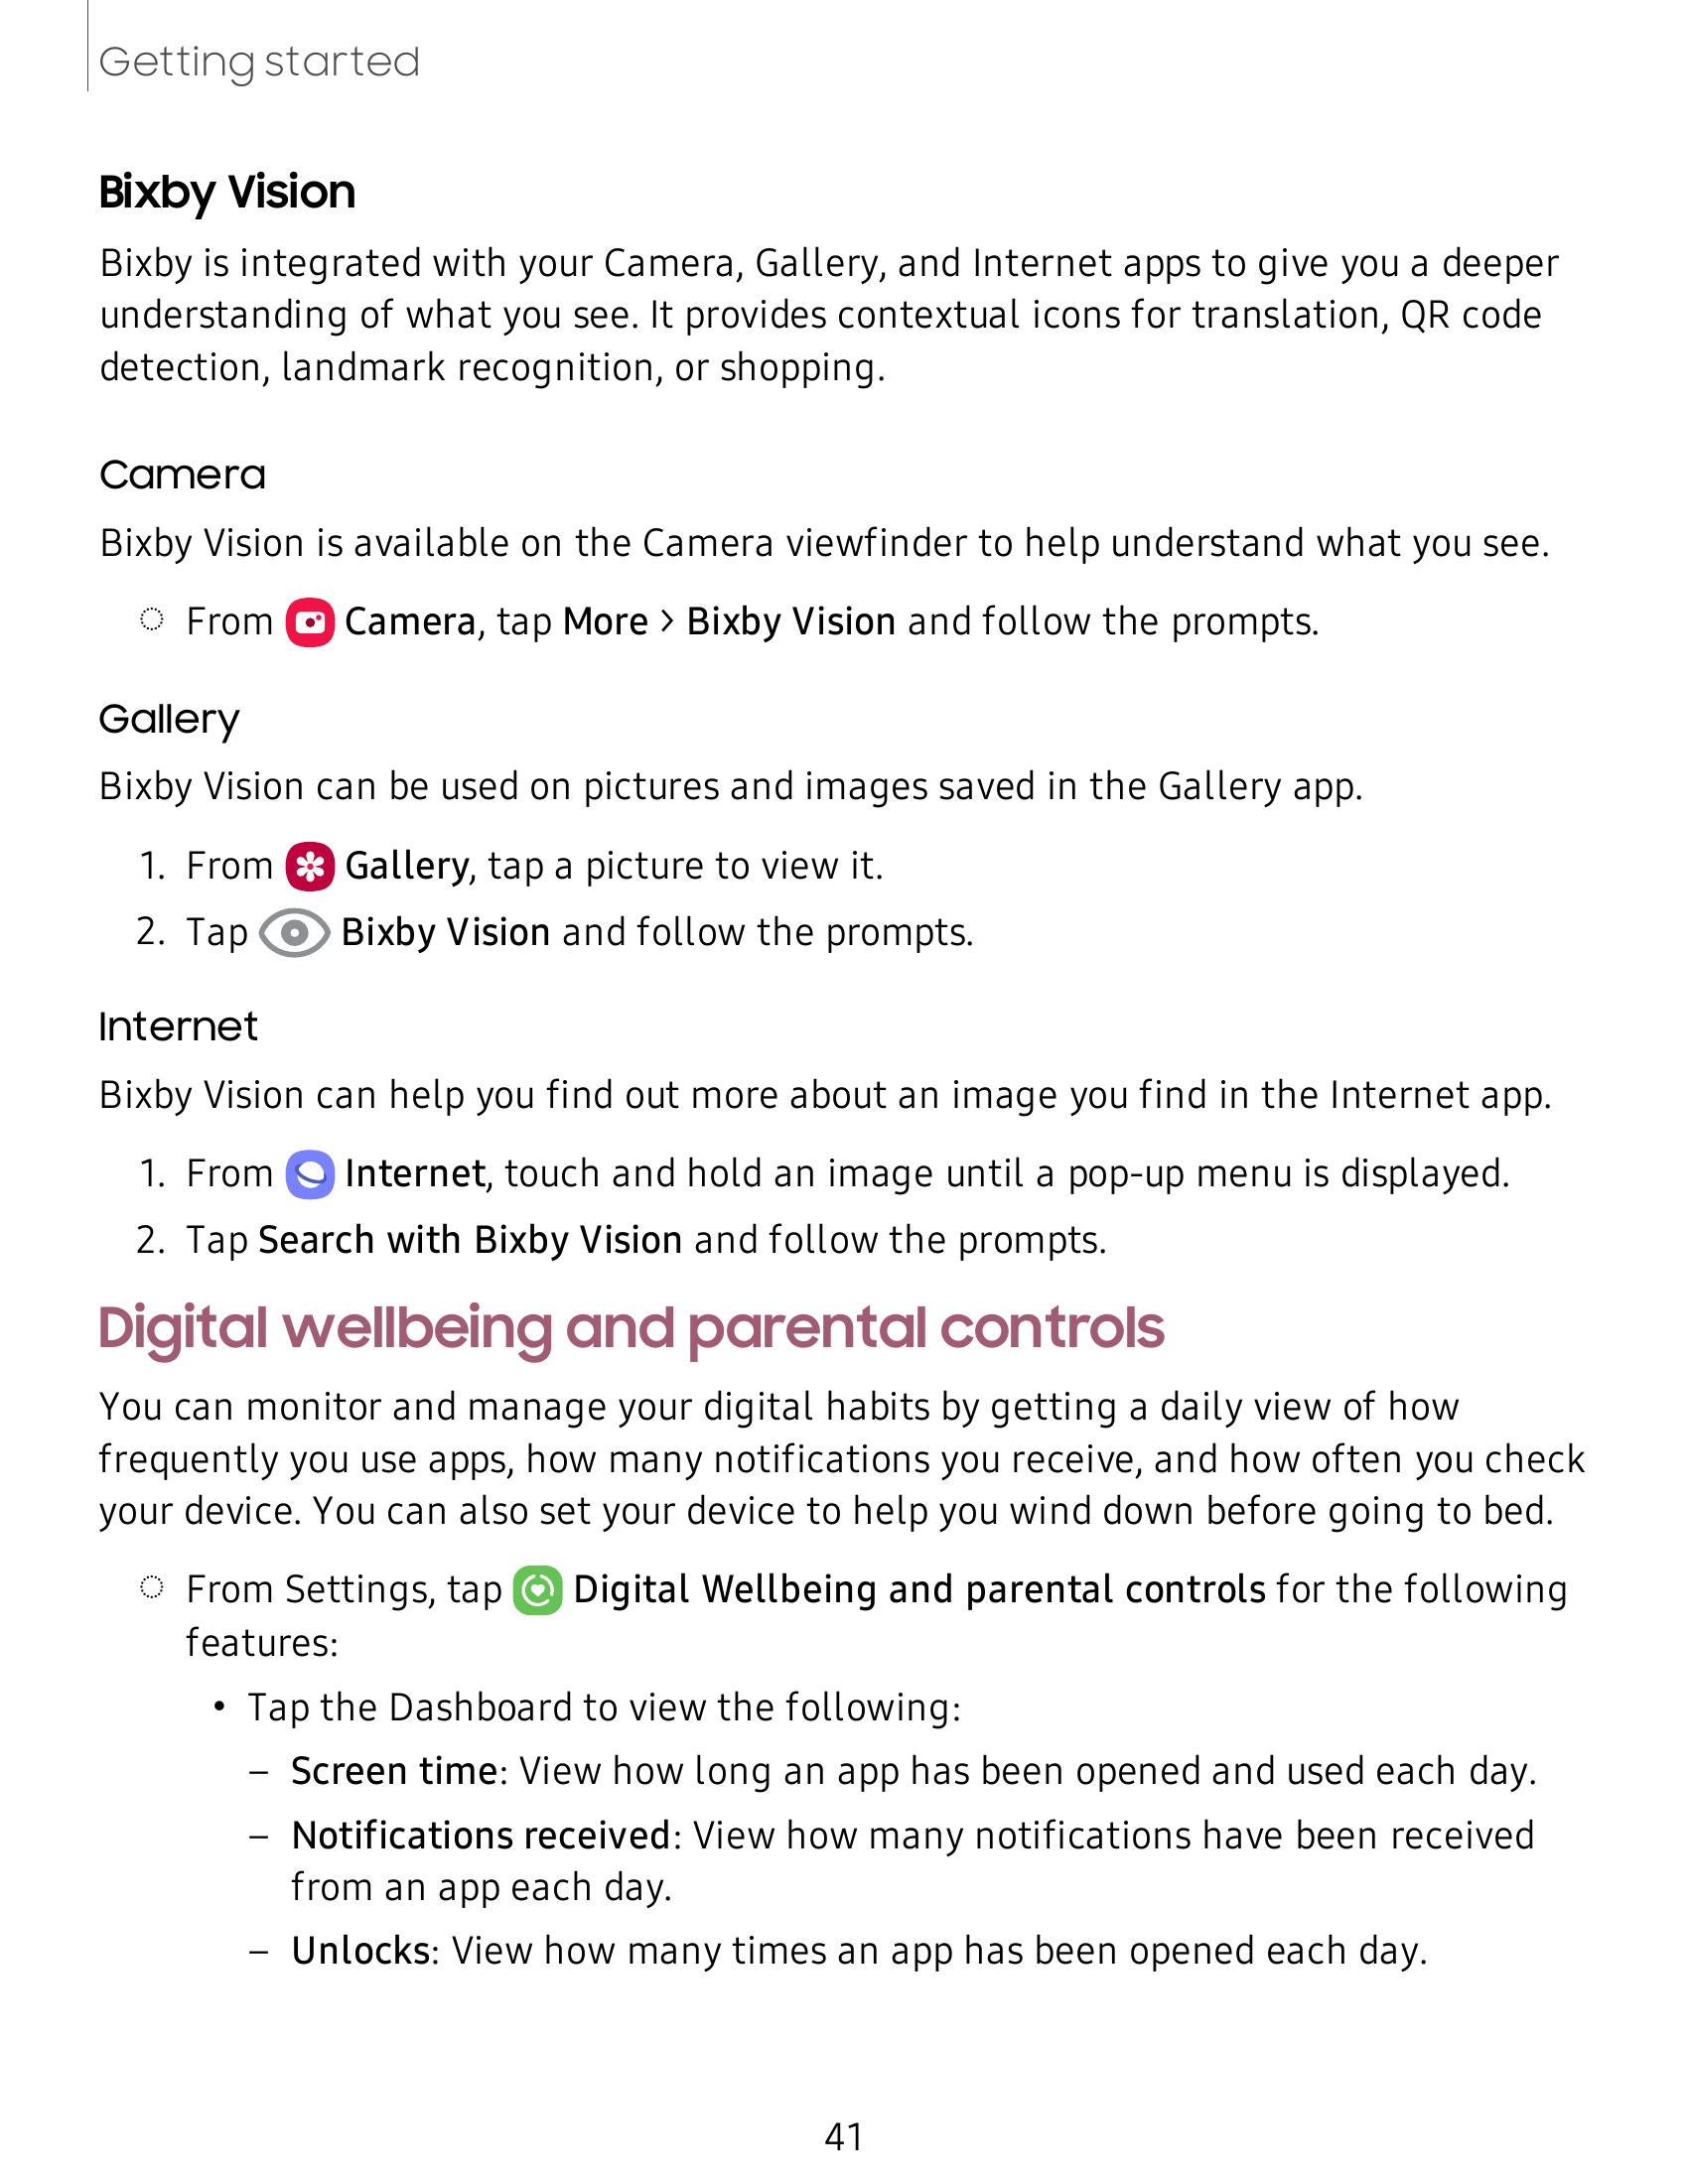 Getting started
Bixby Vision
Bixby is integrated with your Camera, Gallery, and Internet apps to give you a deeper
understanding of what you see. It provides contextual icons for translation, QR code
detection, landmark recognition, or shopping.
Camera
Bixby Vision is available on the Camera viewfinder to help understand what you see.
From Camera, tap More > Bixby Vision and follow the prompts.
Gallery
Bixby Vision can be used on pictures and images saved in the Gallery app.
1. From Gallery, tap a picture to view it.
2. Tap Bixby Vision and follow the prompts.
Internet
Bixby Vision can help you find out more about an image you find in the Internet app.
1. From Internet, touch and hold an image until a pop-up menu is displayed.
2. Tap Search with Bixby Vision and follow the prompts.
Digital wellbeing and parental controls
You can monitor and manage your digital habits by getting a daily view of how
frequently you use apps, how many notifications you receive, and how often you check
your device. You can also set your device to help you wind down before going to bed.
From Settings, tap Digital Wellbeing and parental controls for the following
features:
• Tap the Dashboard to view the following:
– Screen time: View how long an app has been opened and used each day.
– Notifications received: View how many notifications have been received
from an app each day.
– Unlocks: View how many times an app has been opened each day.
41